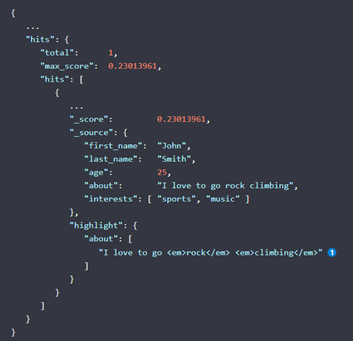 {
...
"hits": {
"total": 1,
"max_score": 0.23013961,
"hits": [
{
...
"_score": 0.23013961,
"_source": {
"first_name": "John",
"last_name": "Smith",
"age": 25,
"about": "I love to go rock climbing",
"interests": [ "sports", "music" ]
},
"highlight": {
"about": [
"I love to go <em>rock</em> <em>climbing</em>" 1
]
}
}
]
}
}